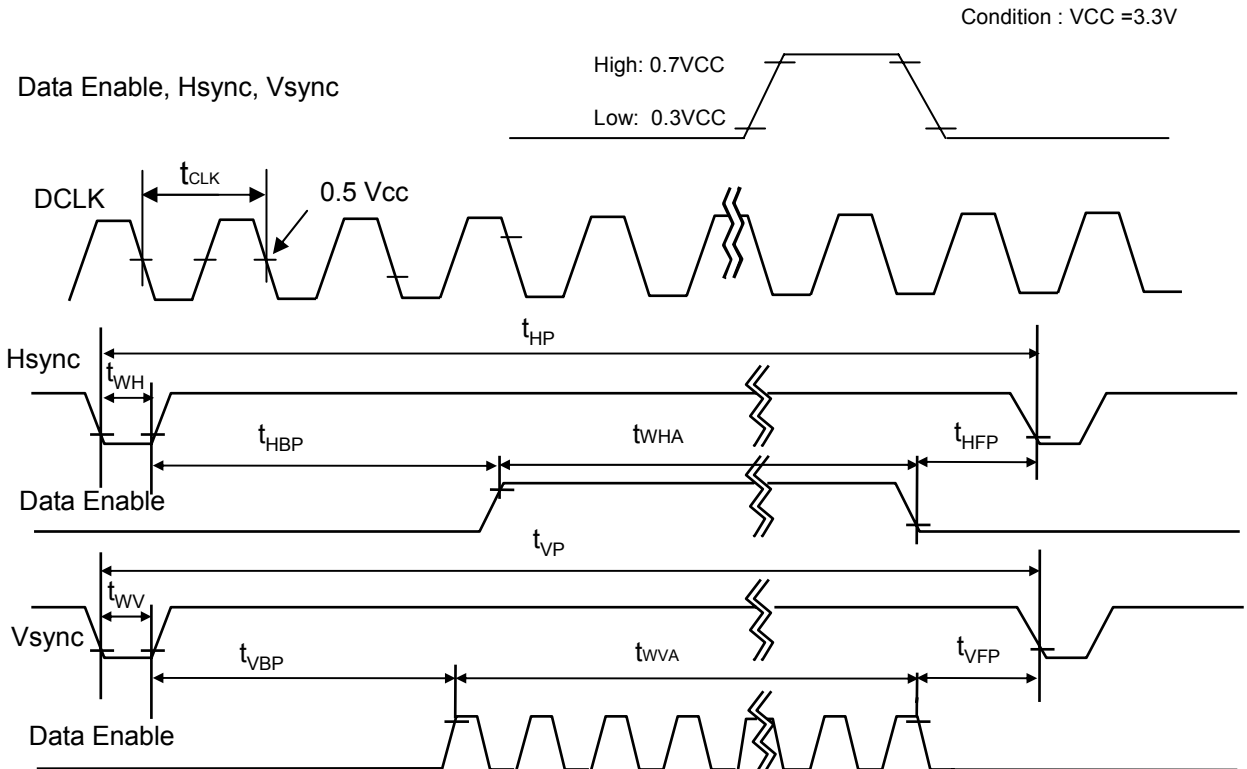 Condition : VCC =3.3V
High: 0.7VCC
Data Enable, Hsync, Vsync
Low: 0.3VCC
tCLK
0.5 Vcc
DCLK
tHP
Hsync
tWH
tHBP
tWHA
tHFP
Data Enable
tVP
tWV
Vsync
tVBP
tWVA
tVFP
Data Enable